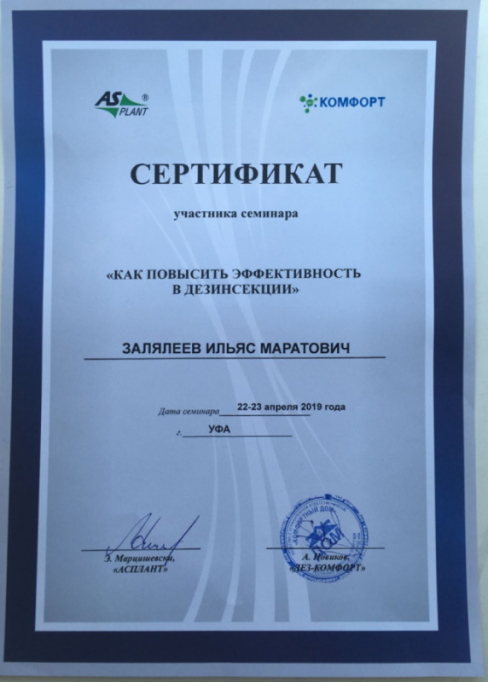 AS®
PLANT
КОМФОРТ
СЕРТИФИКАТ
участника семинара
«КАК ПОВЫСИТЬ ЭФФЕКТИВНОСТЬ
В ДЕЗИНСЕКЦИИ»
ЗАЛЯЛЕЕВ ИЛЬЯС МАРАТОВИЧ
Дата семинара 22-23 апреля 2019 года
г. УФА
Э. Марцишевски,
«АСПЛАНТ»
А. Новиков,
«ДЕЗ-КОМФОРТ»